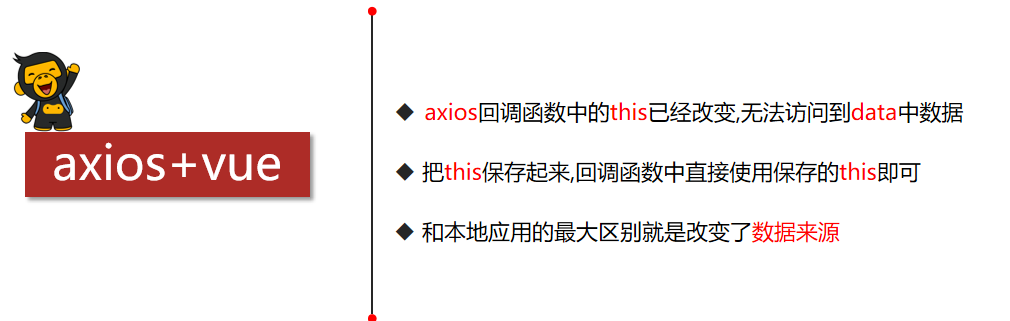 axios+vue
◆ axios回调函数中的this已经改变,无法访问到data中数据
◆ 把this保存起来,回调函数中直接使用保存的this即可
◆ 和本地应用的最大区别就是改变了数据来源